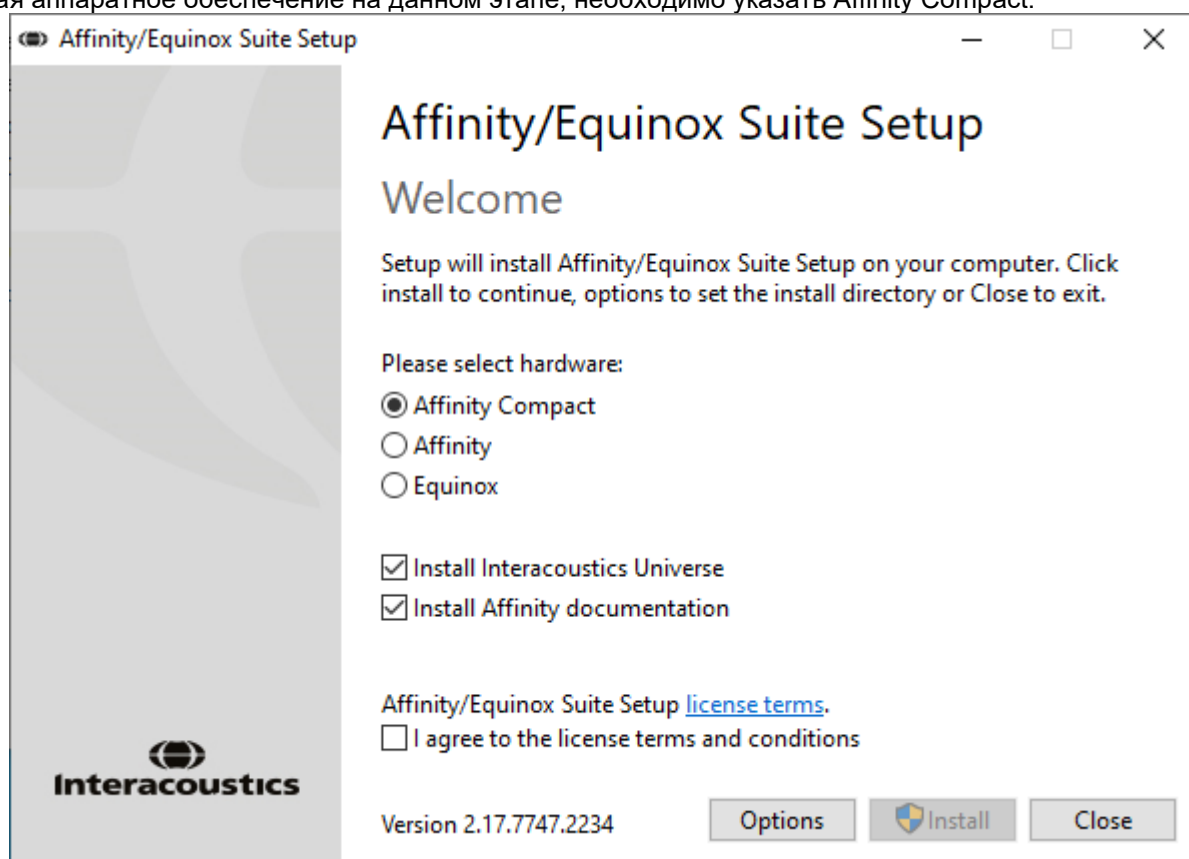 ая аппаратное обеспечение на данном этапе, необходимо указать Affinity Compact.
Affinity/Equinox Suite Setup
Affinity/Equinox Suite Setup
Welcome
Setup will install Affinity/Equinox Suite Setup on your computer. Click
install to continue, options to set the install directory or Close to exit.
Please select hardware:
Affinity Compact
Affinity
Equinox
Install Interacoustics Universe
Install Affinity documentation
Affinity/Equinox Suite Setup license terms.
I agree to the license terms and conditions
Interacoustics
Version 2.17.7747.2234
Options
Install
Close